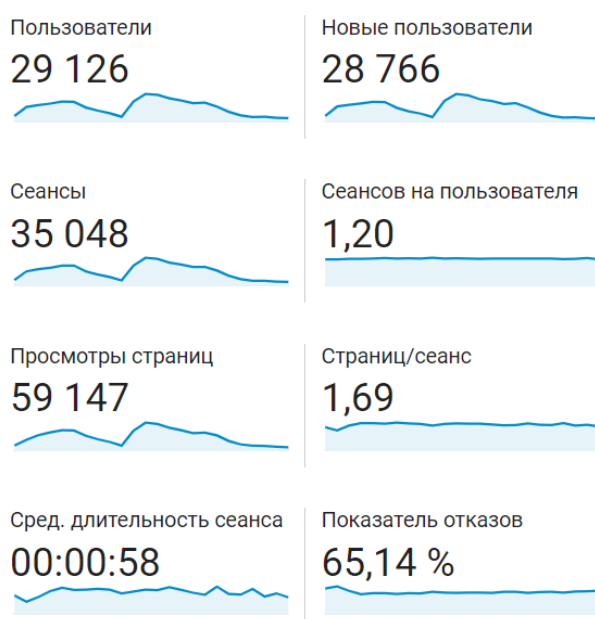 Пользователи
29 126
Новые пользователи
28 766
Сеансы
35 048
Сеансов на пользователя
1,20
Просмотры страниц
59 147
Страниц/сеанс
1,69
Сред. длительность сеанса
00:00:58
Показатель отказов
65,14 %